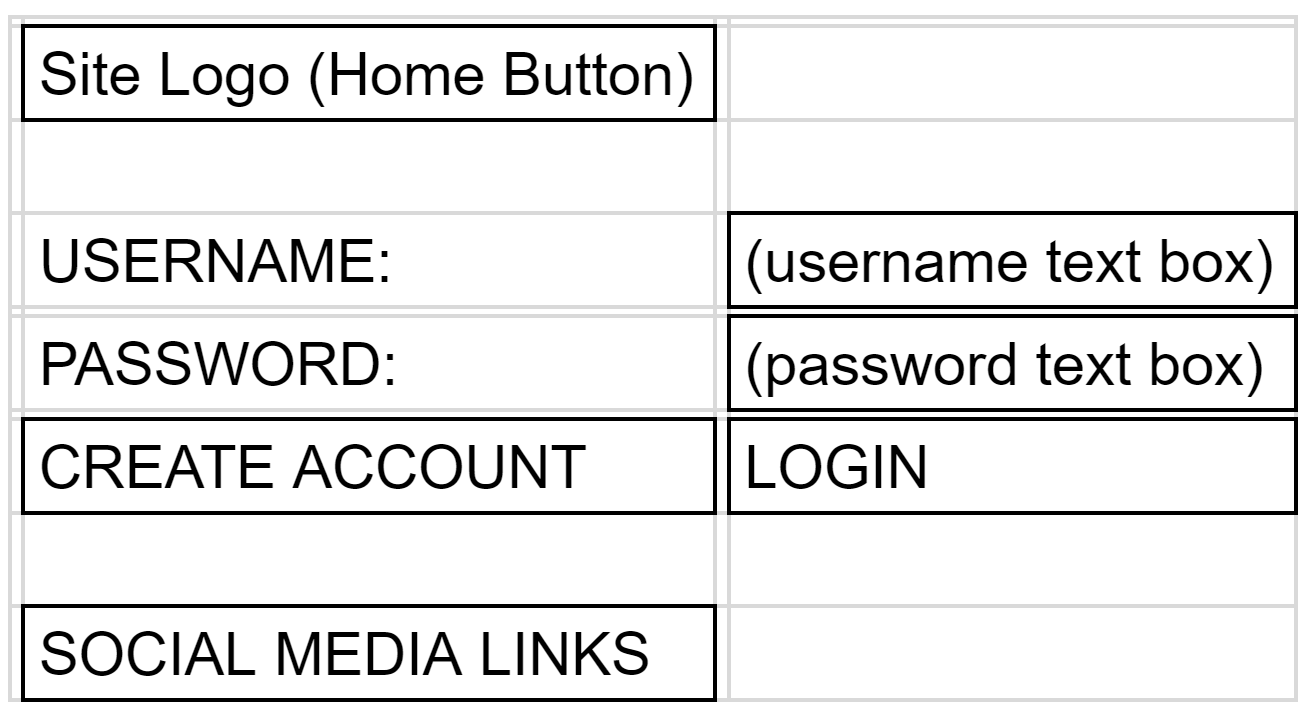 Site Logo (Home Button)
USERNAME: (username text box)
PASSWORD: (password text box)
CREATE ACCOUNT LOGIN
SOCIAL MEDIA LINKS